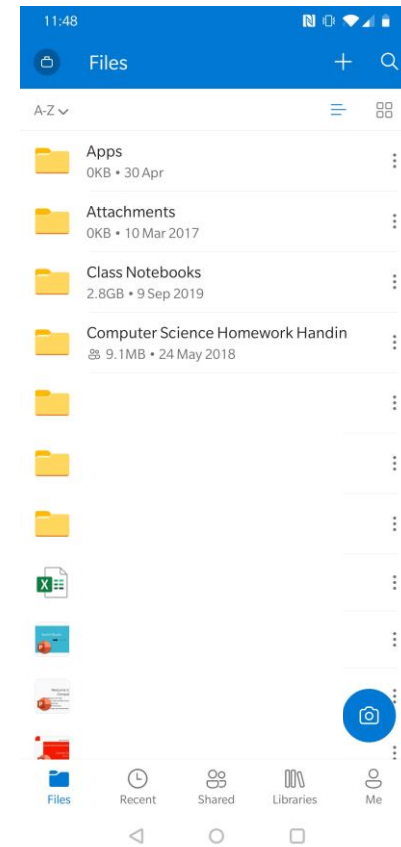 11:48
Files
A-Z
Apps
0KB • 30 Apr
Attachments
0KB • 10 Mar 2017
Class Notebooks
2.8GB • 9 Sep 2019
Computer Science Homework Handin
9.1MB • 24 May 2018
Files
Recent
Shared
Libraries
Me